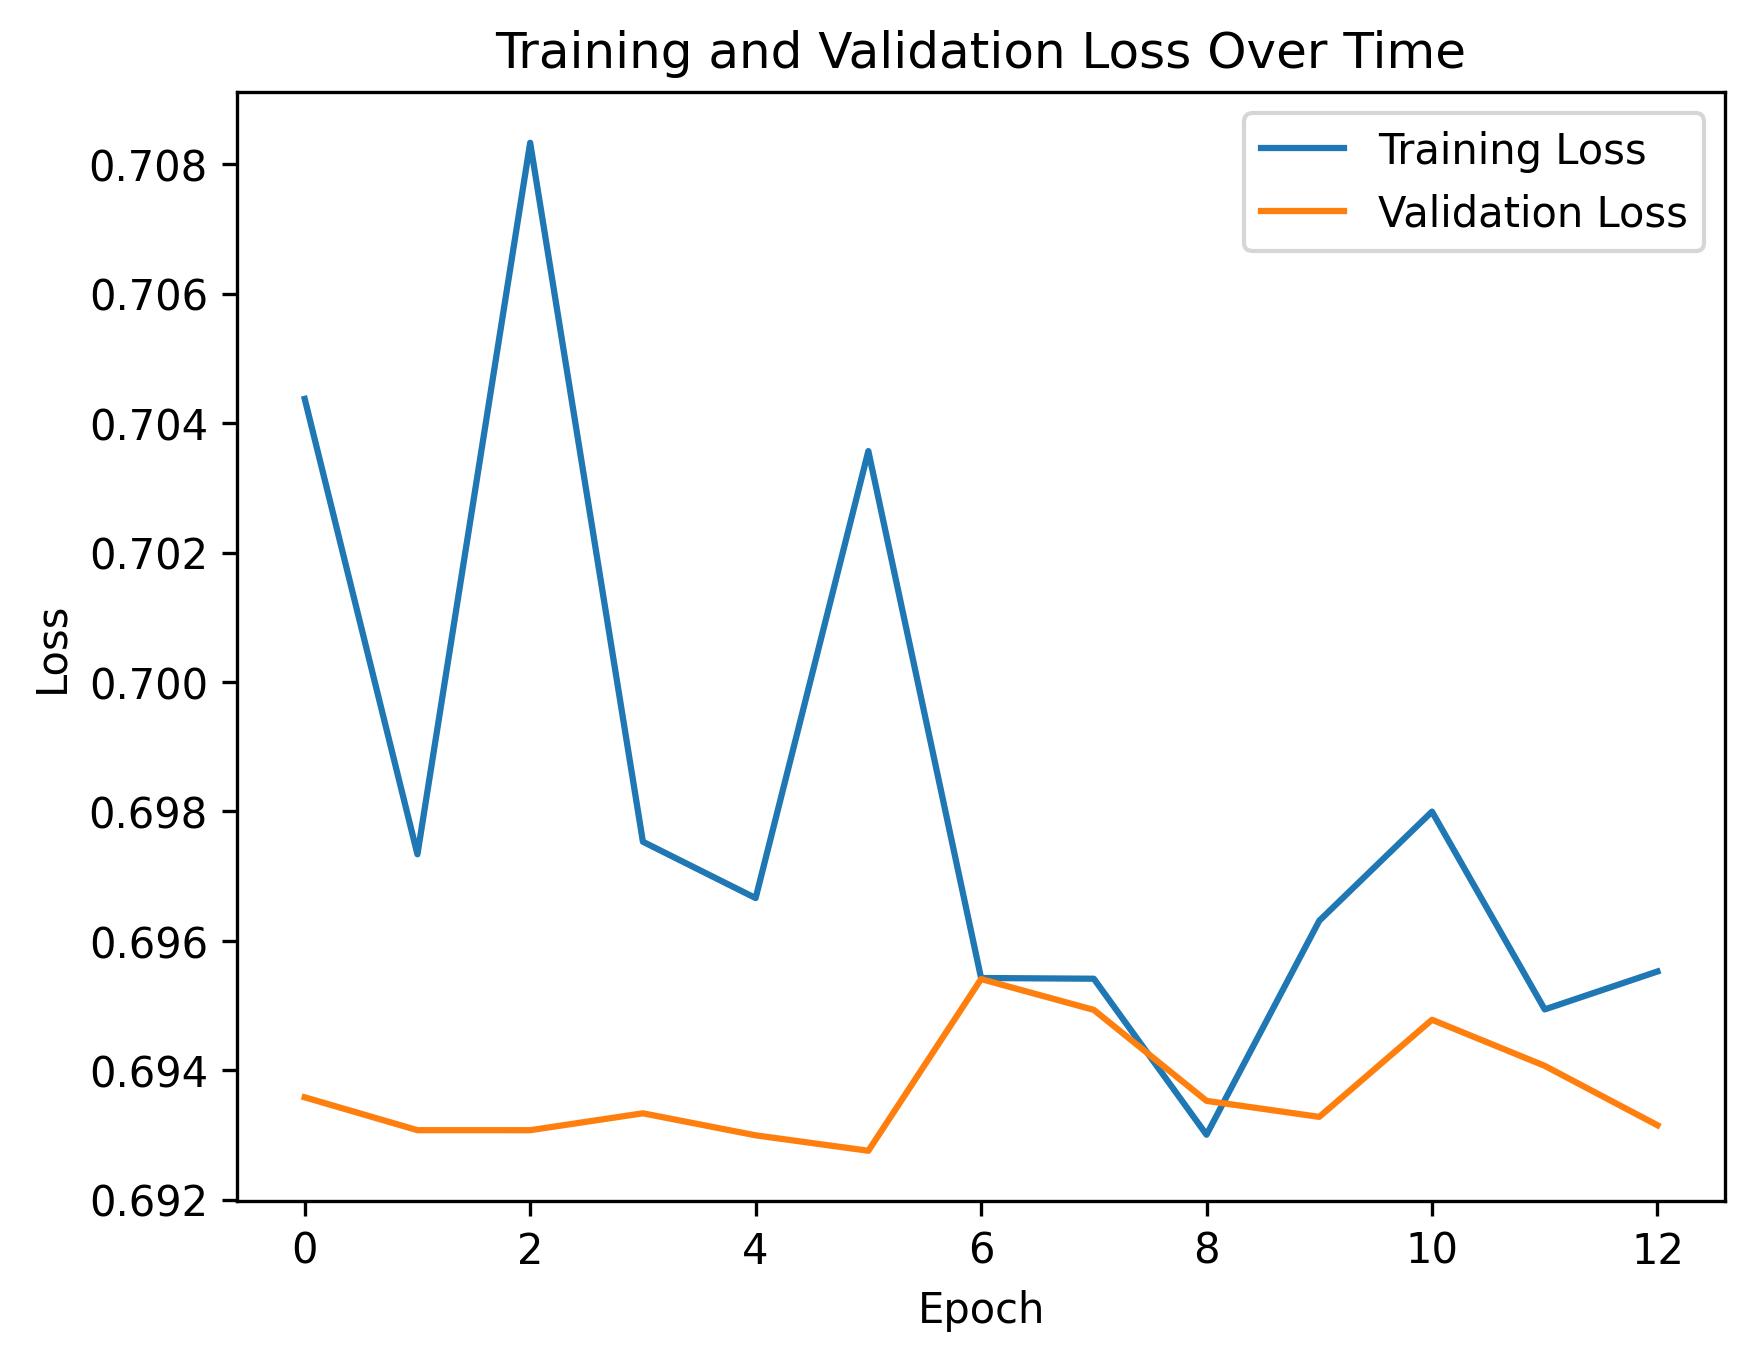 Training and Validation Loss Over Time
Training Loss
Validation Loss
0.708
0.706
0.704
0.702
0.700
0.698
0.696
0.694
0.692
Loss
0 2 4 6 8 10 12
Epoch